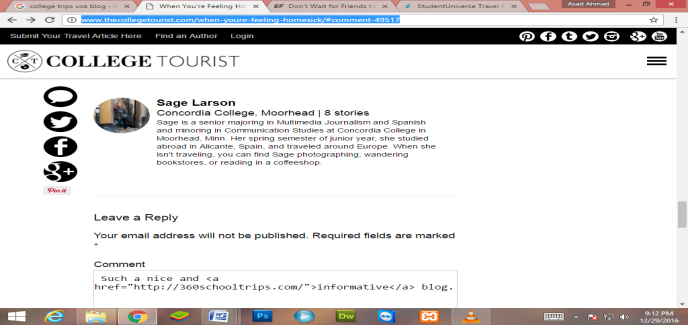 college trips usa blog - G
When You're Feeling Ho
Don't Wait for Friends to
StudentUniverse Travel
Asad Ahmad
www.thecollegetourist.com/when-youre-feeling-homesick/#comment-49517
Submit Your Travel Article Here Find an Author Login
COLLEGE TOURIST
Sage Larson
Concordia College, Moorhead | 8 stories
Sage is a senior majoring in Multimedia Journalism and Spanish
and minoring in Communication Studies at Concordia College in
Moorhead, Minn. Her spring semester of junior year, she studied
abroad in Alicante, Spain, and traveled around Europe. When she
isn't traveling, you can find Sage photographing, wandering
bookstores, or reading in a coffeeshop.
Pin it
Leave a Reply
Your email address will not be published. Required fields are marked
*
Comment
Such a nice and <a
href="http://360schooltrips.com/">informative</a> blog.
Ps
Dw
9:12 PM
12/29/2016